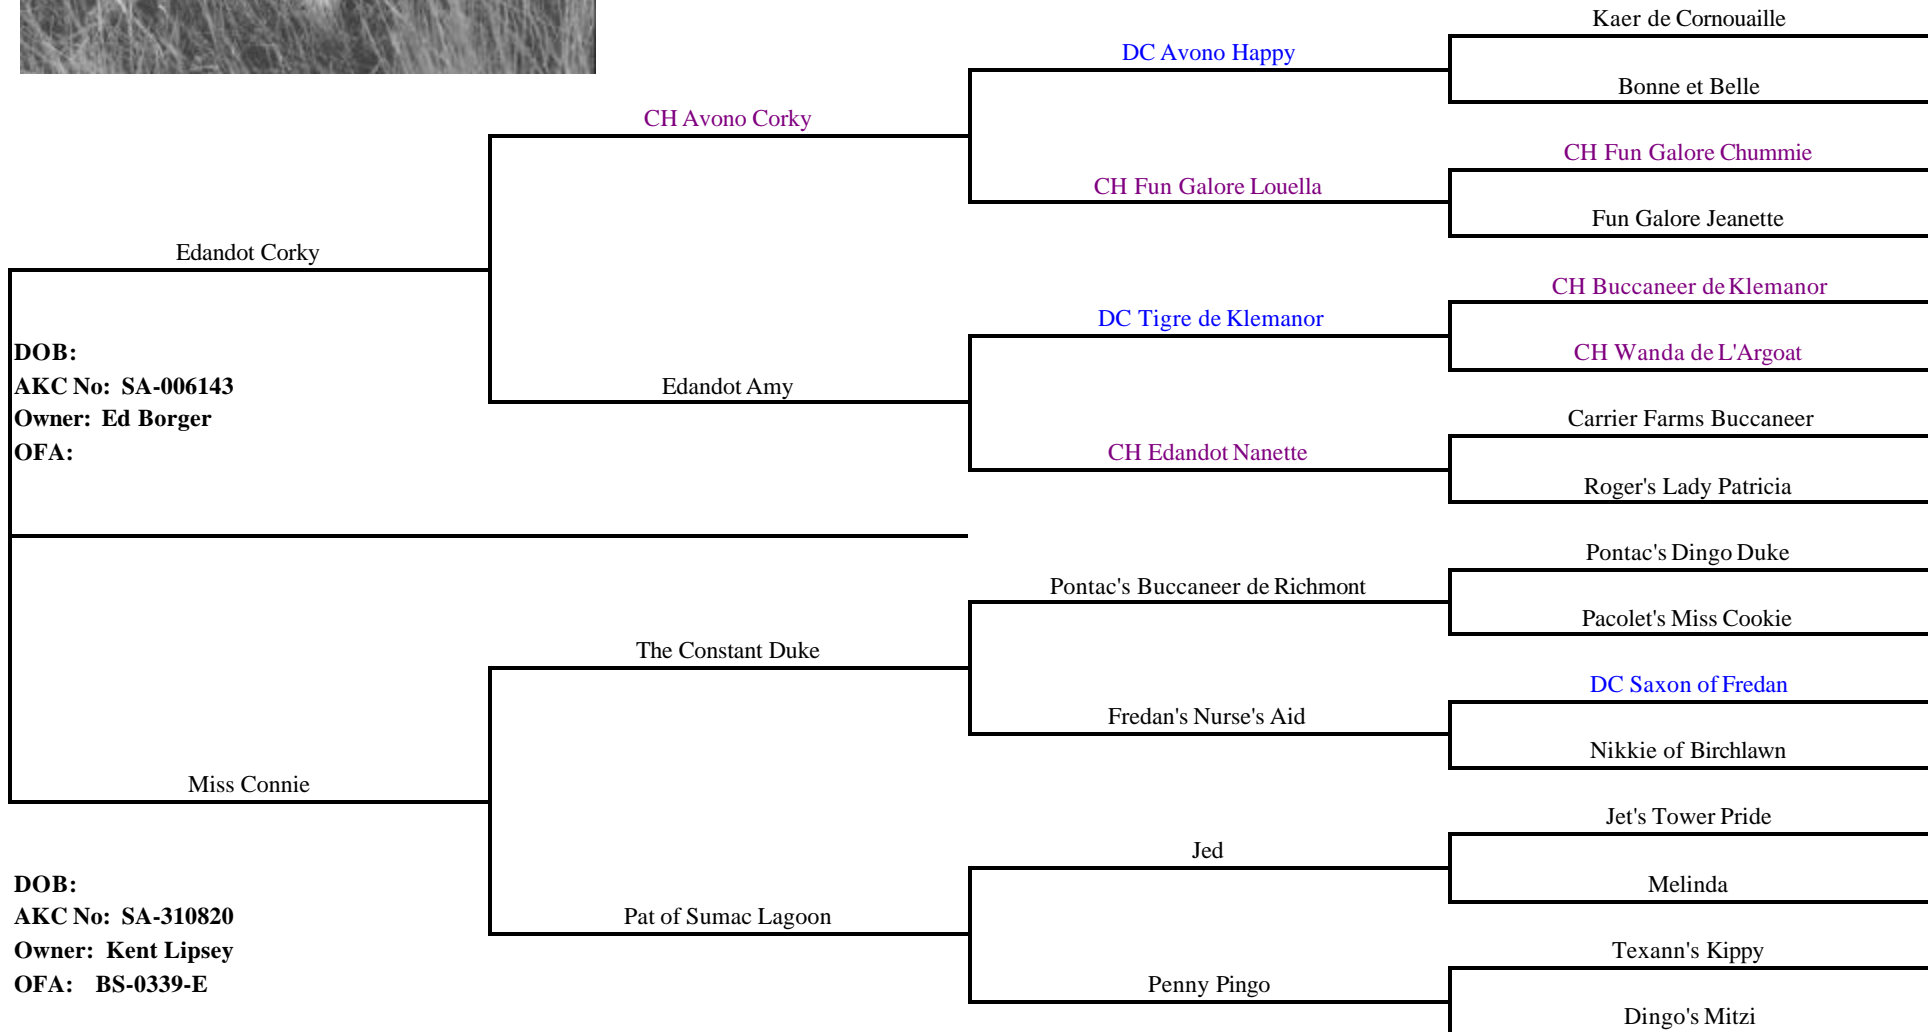 Kaer de Cornouaille
DC Avono Happy
Bonne et Belle
CH Avono Corky
CH Fun Galore Chummie
CH Fun Galore Louella
Fun Galore Jeanette
Edandot Corky
CH Buccaneer de Klemanor
DC Tigre de Klemanor
CH Wanda de L'Argoat
DOB:
AKC No: SA-006143
Owner: Ed Borger
OFA:
Edandot Amy
Carrier Farms Buccaneer
CH Edandot Nanette
Roger's Lady Patricia
Pontac's Dingo Duke
Pontac's Buccaneer de Richmont
Pacolet's Miss Cookie
The Constant Duke
DC Saxon of Fredan
Fredan's Nurse's Aid
Nikkie of Birchlawn
Miss Connie
Jet's Tower Pride
Jed
Melinda
DOB:
AKC No: SA-310820
Owner: Kent Lipsey
OFA: BS-0339-E
Pat of Sumac Lagoon
Texann's Kippy
Penny Pingo
Dingo's Mitzi